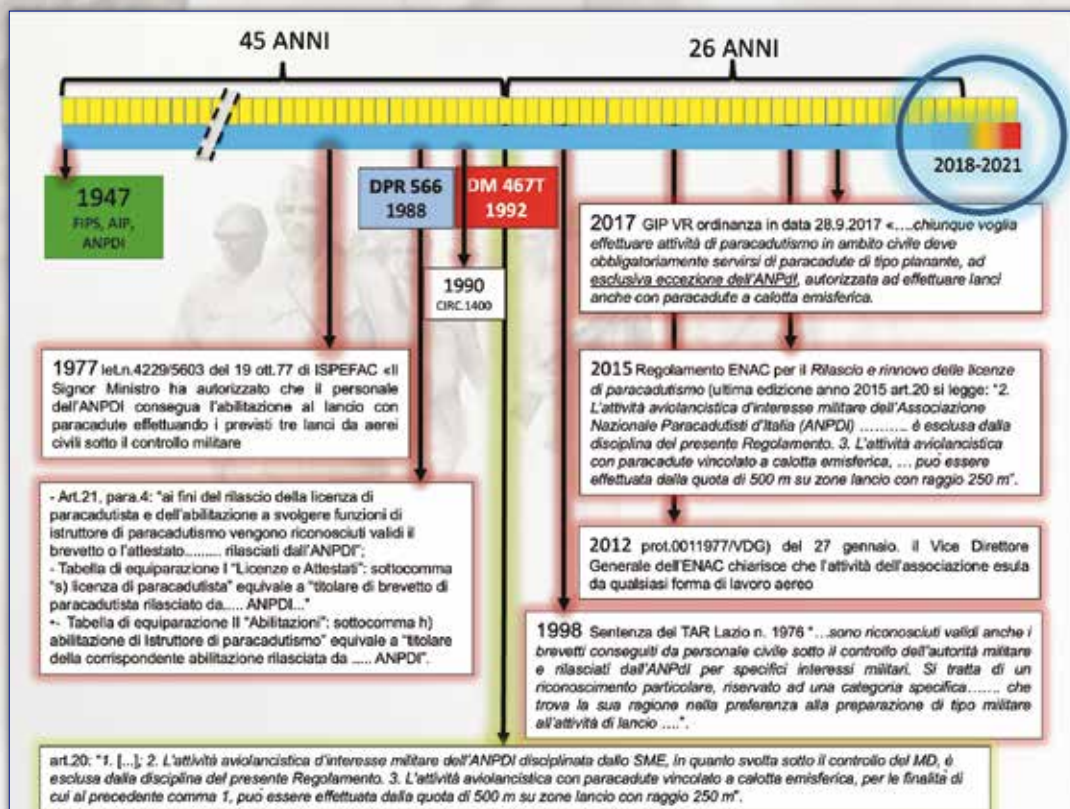 45 ANNI
26 ANNI
2018-2021
1947
FIPS, AIP,
ANPDI
DPR 566
1988
DM 467T
1992
1990
CIRC.1400
2017 GIP VR ordinanza in data 28.9.2017 «....chiunque voglia
effettuare attività di paracadutismo in ambito civile deve
obbligatoriamente servirsi di paracadute di tipo planante, ad
esclusiva eccezione dell'ANPdI, autorizzata ad effettuare lanci
anche con paracadute a calotta emisferica.
1977 let.n.4229/5603 del 19 ott.77 di ISPEFAC «Il
Signor Ministro ha autorizzato che il personale
dell'ANPDI consegua l'abilitazione al lancio con
paracadute effettuando i previsti tre lanci da aerei
civili sotto il controllo militare
2015 Regolamento ENAC per il Rilascio e rinnovo delle licenze
di paracadutismo (ultima edizione anno 2015 art.20 si legge: "2.
L'attività aviolancistica d'interesse militare dell'Associazione
Nazionale Paracadutisti d'Italia (ANPDI) .......... è esclusa dalla
disciplina del presente Regolamento. 3. L'attività aviolancistica
con paracadute vincolato a calotta emisferica, ... può essere
effettuata dalla quota di 500 m su zone lancio con raggio 250 m".
- Art.21, para.4: "ai fini del rilascio della licenza di
paracadutista e dell'abilitazione a svolgere funzioni di
istruttore di paracadutismo vengono riconosciuti validi il
brevetto o l'attestato......... rilasciati dall'ANPDI";
- Tabella di equiparazione I "Licenze e Attestati": sottocomma
"s) licenza di paracadutista" equivale a "titolare di brevetto di
paracadutista rilasciato da..... ANPDI..."
•- Tabella di equiparazione II "Abilitazioni": sottocomma h)
abilitazione di Istruttore di paracadutismo" equivale a "titolare
della corrispondente abilitazione rilasciata da ..... ANPDI".
2012 prot.0011977/VDG) del 27 gennaio. il Vice Direttore
Generale dell'ENAC chiarisce che l'attività dell'associazione esula
da qualsiasi forma di lavoro aereo
1998 Sentenza del TAR Lazio n. 1976 "...sono riconosciuti validi anche i
brevetti conseguiti da personale civile sotto il controllo dell'autorità militare
e rilasciati dall'ANPdI per specifici interessi militari. Si tratta di un
riconoscimento particolare, riservato ad una categoria specifica....... che
trova la sua ragione nella preferenza alla preparazione di tipo militare
all'attività di lancio ....".
art.20: "1. [...]; 2. L'attività aviolancistica d'interesse militare dell'ANPDI disciplinata dallo SME, in quanto svolta sotto il controllo del MD, è
esclusa dalla disciplina del presente Regolamento. 3. L'attività aviolancistica con paracadute vincolato a calotta emisferica, per le finalità di
cui al precedente comma 1, può essere effettuata dalla quota di 500 m su zone lancio con raggio 250 m".